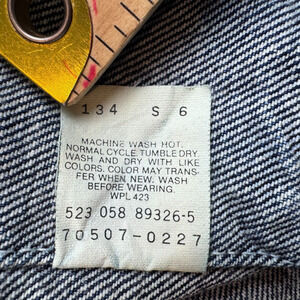 134 S 6
MACHINE WASH HOT.
NORMAL CYCLE. TUMBLE DRY.
WASH AND DRY WITH LIKE
COLORS. COLOR MAY TRANS-
FER WHEN NEW. WASH
BEFORE WEARING.
WPL 423
523 058 89326-5
70507-0227